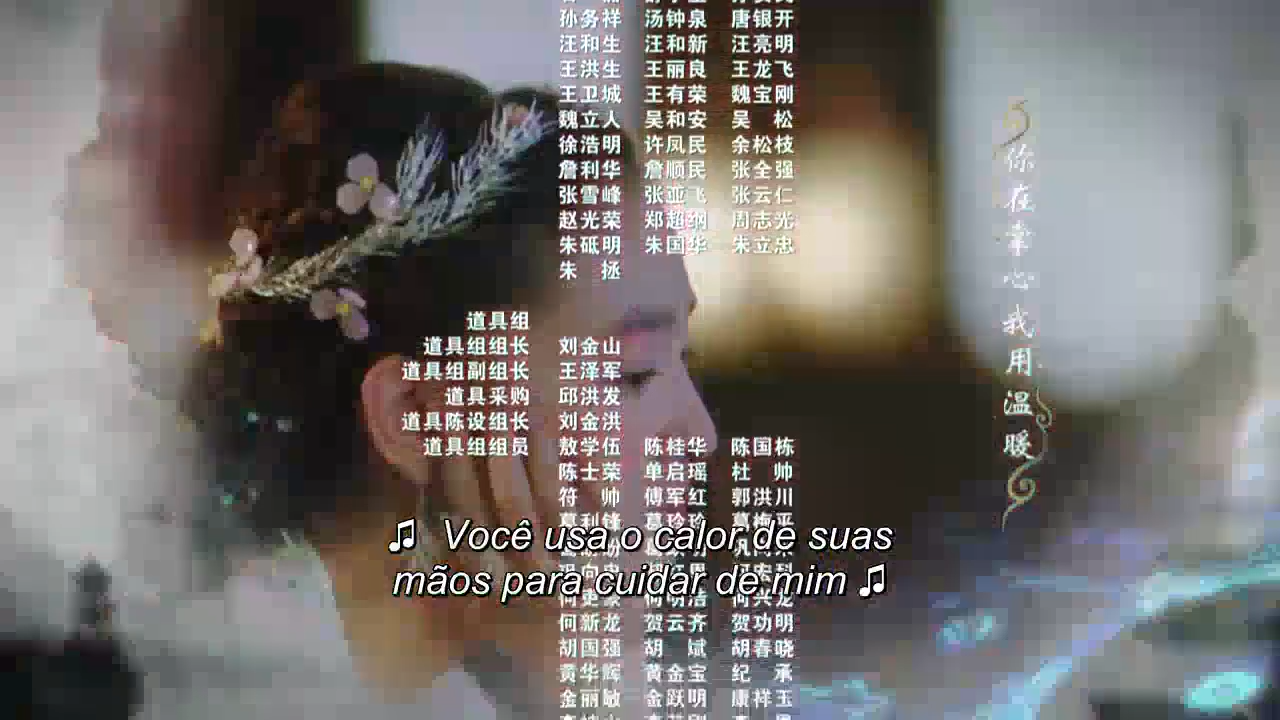 孙务祥 汤钟泉 唐银开
汪和生 汪和新 汪亮明
王洪生 王丽良 王龙飞
王卫城 王有荣 魏宝刚
魏立人 吴和安 吴 松
徐浩明 许凤民 余松枝
詹利华 詹顺民 张全强
张雪峰 张亚飞 张云仁
赵光荣 郑超纲 周志光
朱砥明 朱国华 朱立忠
朱 拯
道具组
道具组组长 刘金山
道具组副组长 王泽军
道具采购 邱洪发
道具陈设组长 刘金洪
道具组组员 敖学伍 陈桂华 陈国栋
陈士荣 单启瑶 杜 帅
符 帅 傅军红 郭洪川
葛利锋 葛玲珍 葛梅平
♫ Você usa o calor de suas
mãos para cuidar de mim ♫
何新龙 贺云齐 贺功明
胡国强 胡 斌 胡春晓
黄华辉 黄金宝 纪 承
金丽敏 金跃明 康祥玉
你在掌心我用温暖